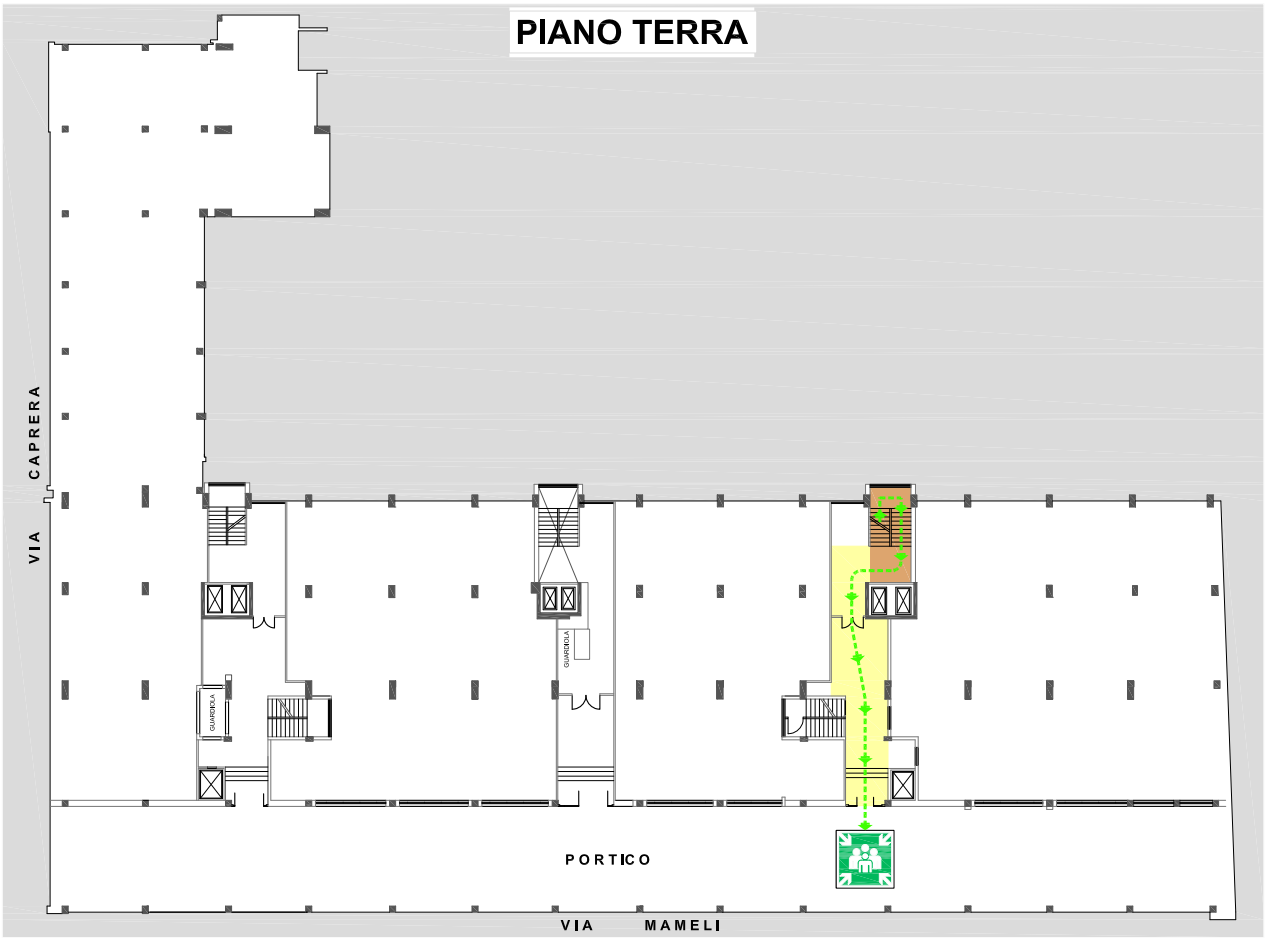 PIANO TERRA
VIA CAPRERA
GUARDIOLA
GUARDIOLA
PORTICO
VIA MAMELI